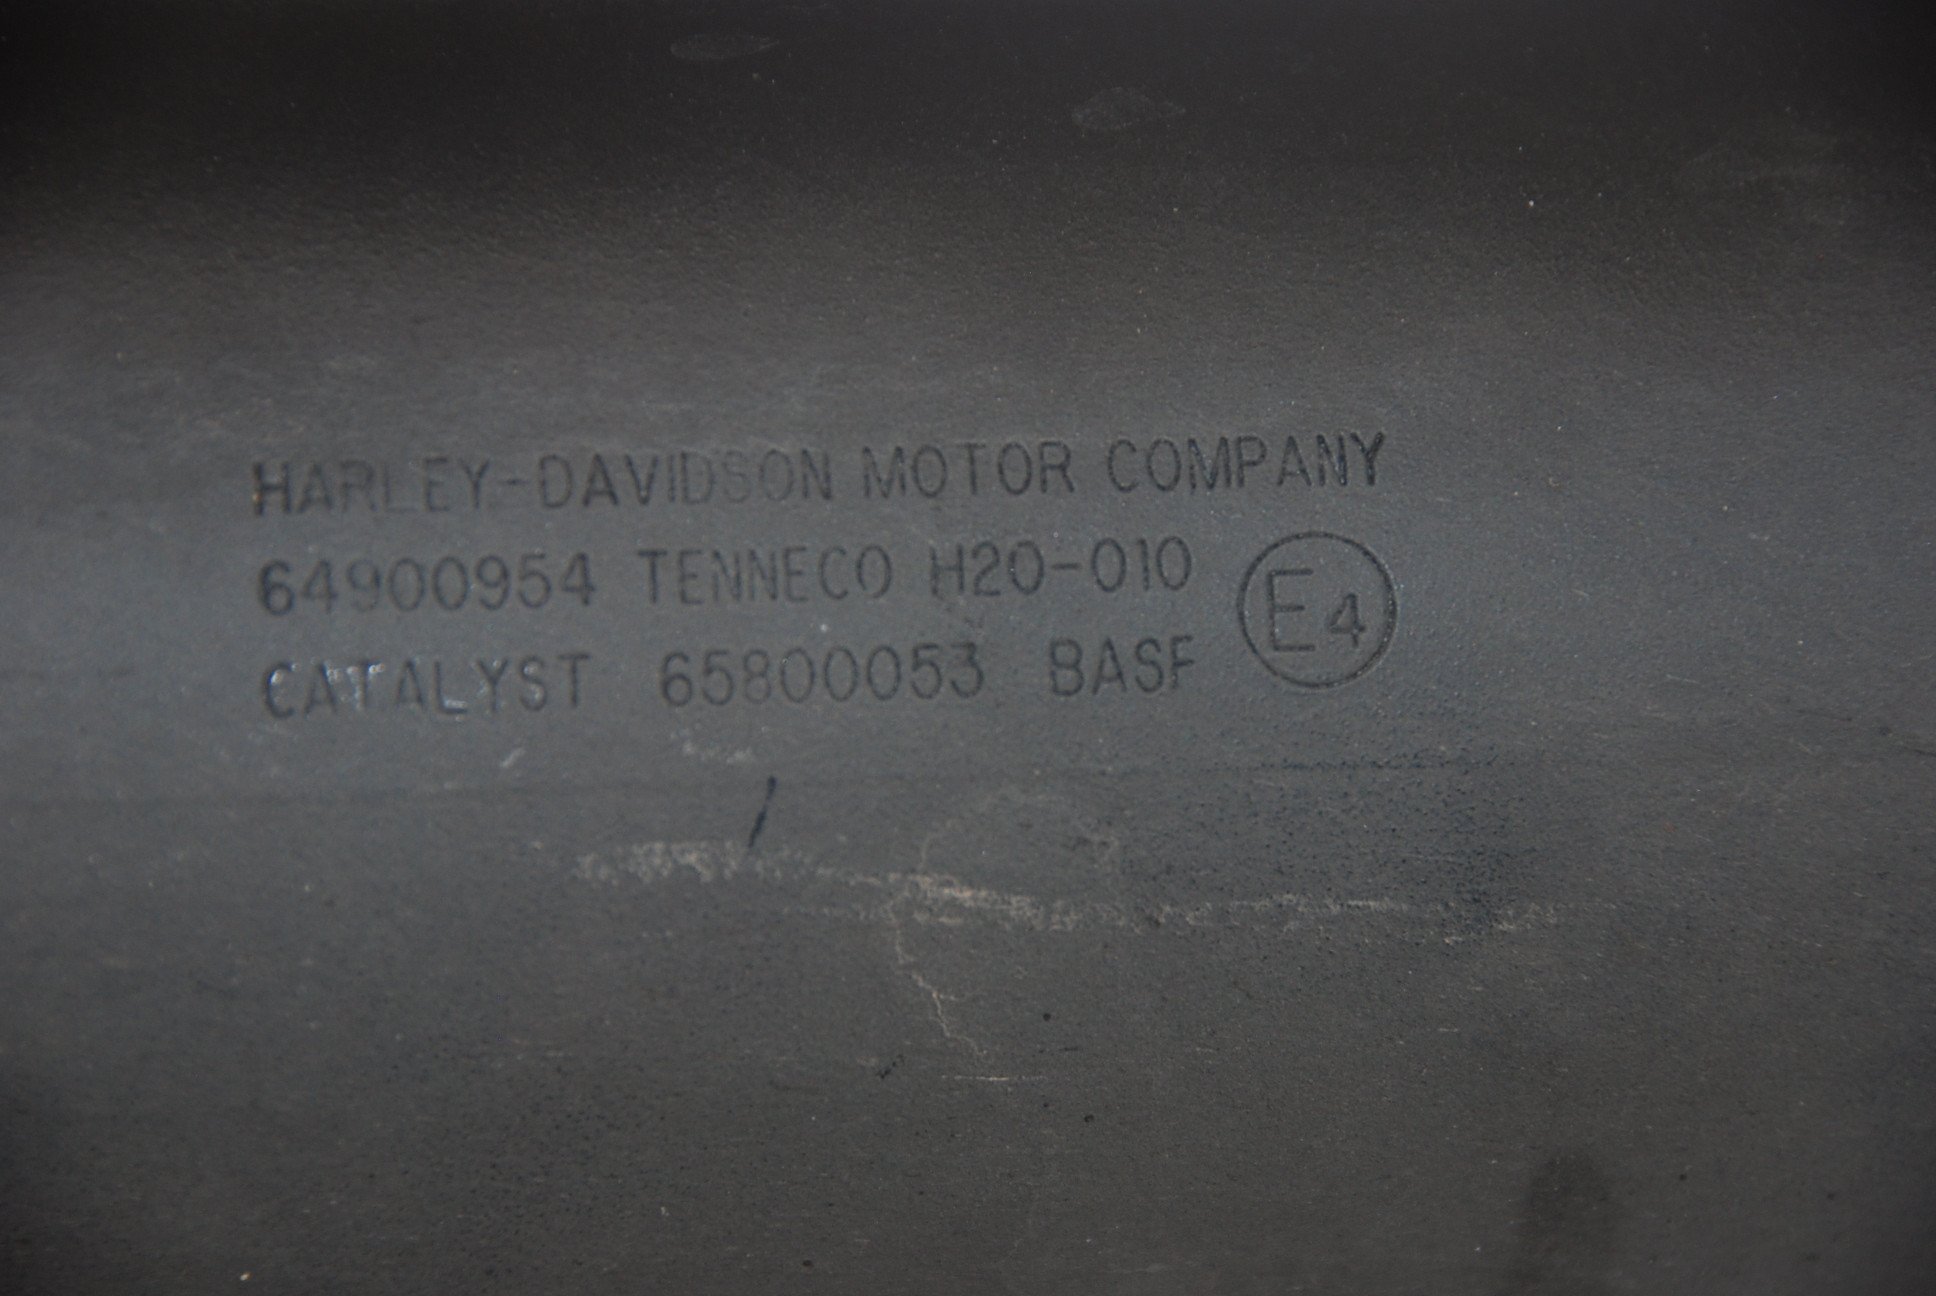 HARLEY-DAVIDSON MOTOR COMPANY
64900954 TENNECO H20-010 E4
CATALYST 65800053 BASF